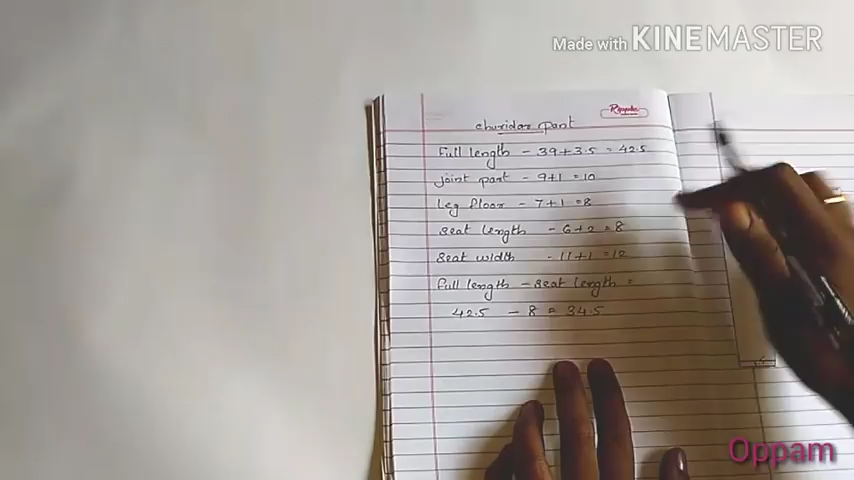 Made with KINEMASTER
churidar pant
Full length - 39+3.5 = 42.5
joint part - 9+1 = 10
Leg floor - 7+1 = 8
seat length - 6+2 = 8
seat width - 11+1 = 12
full length - seat length =
42.5 - 8 = 34.5
Oppam